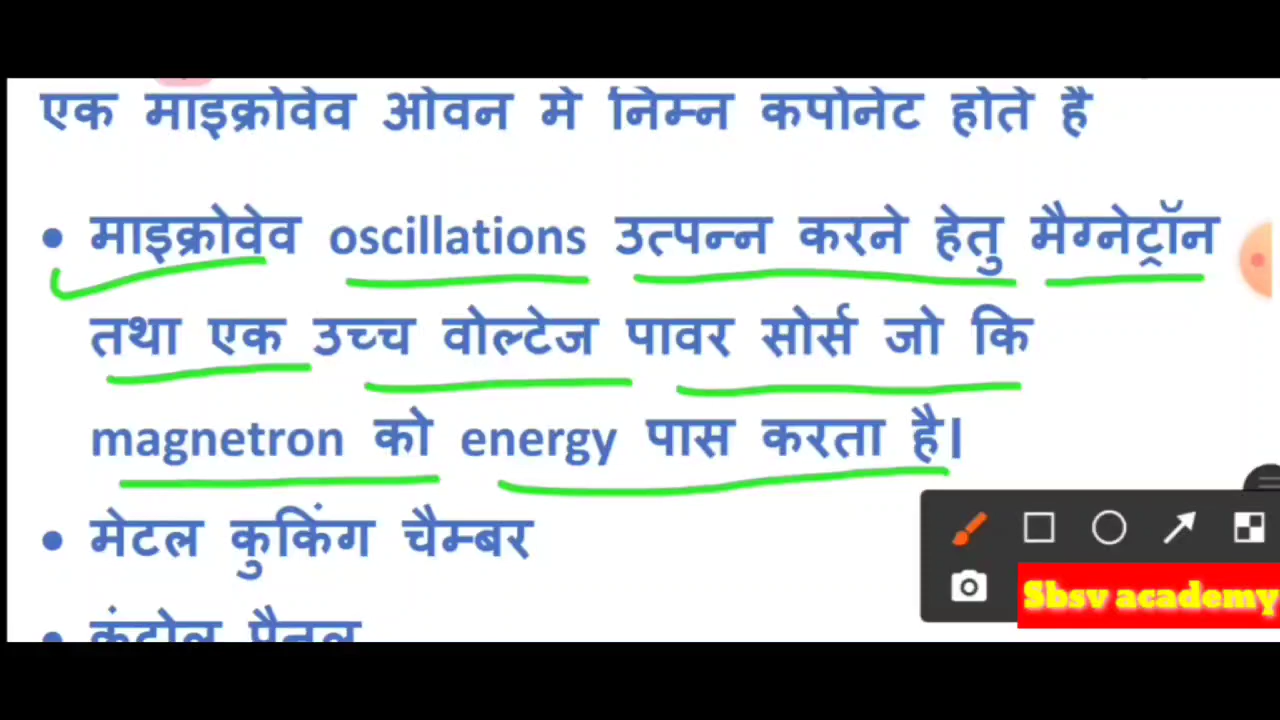 एक माइक्रोवेव ओवन मे निम्न कपोनेट होते है
• माइक्रोवेव oscillations उत्पन्न करने हेतु मैग्नेट्रॉन
तथा एक उच्च वोल्टेज पावर सोर्स जो कि
magnetron को energy पास करता है।
• मेटल कुकिंग चैम्बर
• कंट्रोल पैनल
Sbsv academy